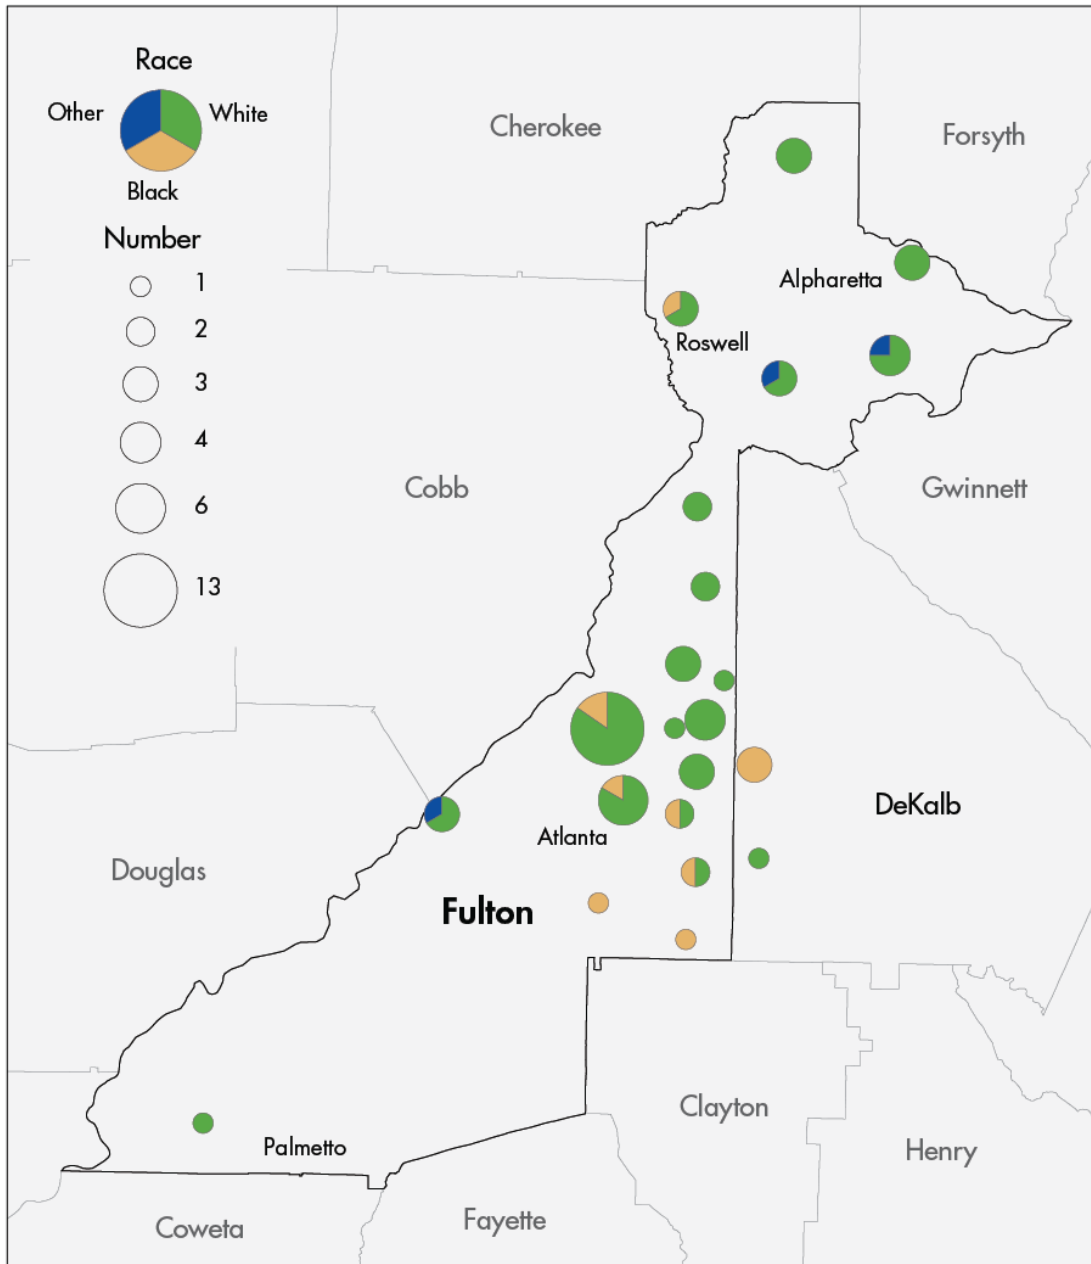 Race
Other
White
Black
Number
1
2
3
4
6
13
Cherokee
Forsyth
Alpharetta
Roswell
Cobb
Gwinnett
DeKalb
Atlanta
Douglas
Fulton
Clayton
Palmetto
Henry
Coweta
Fayette